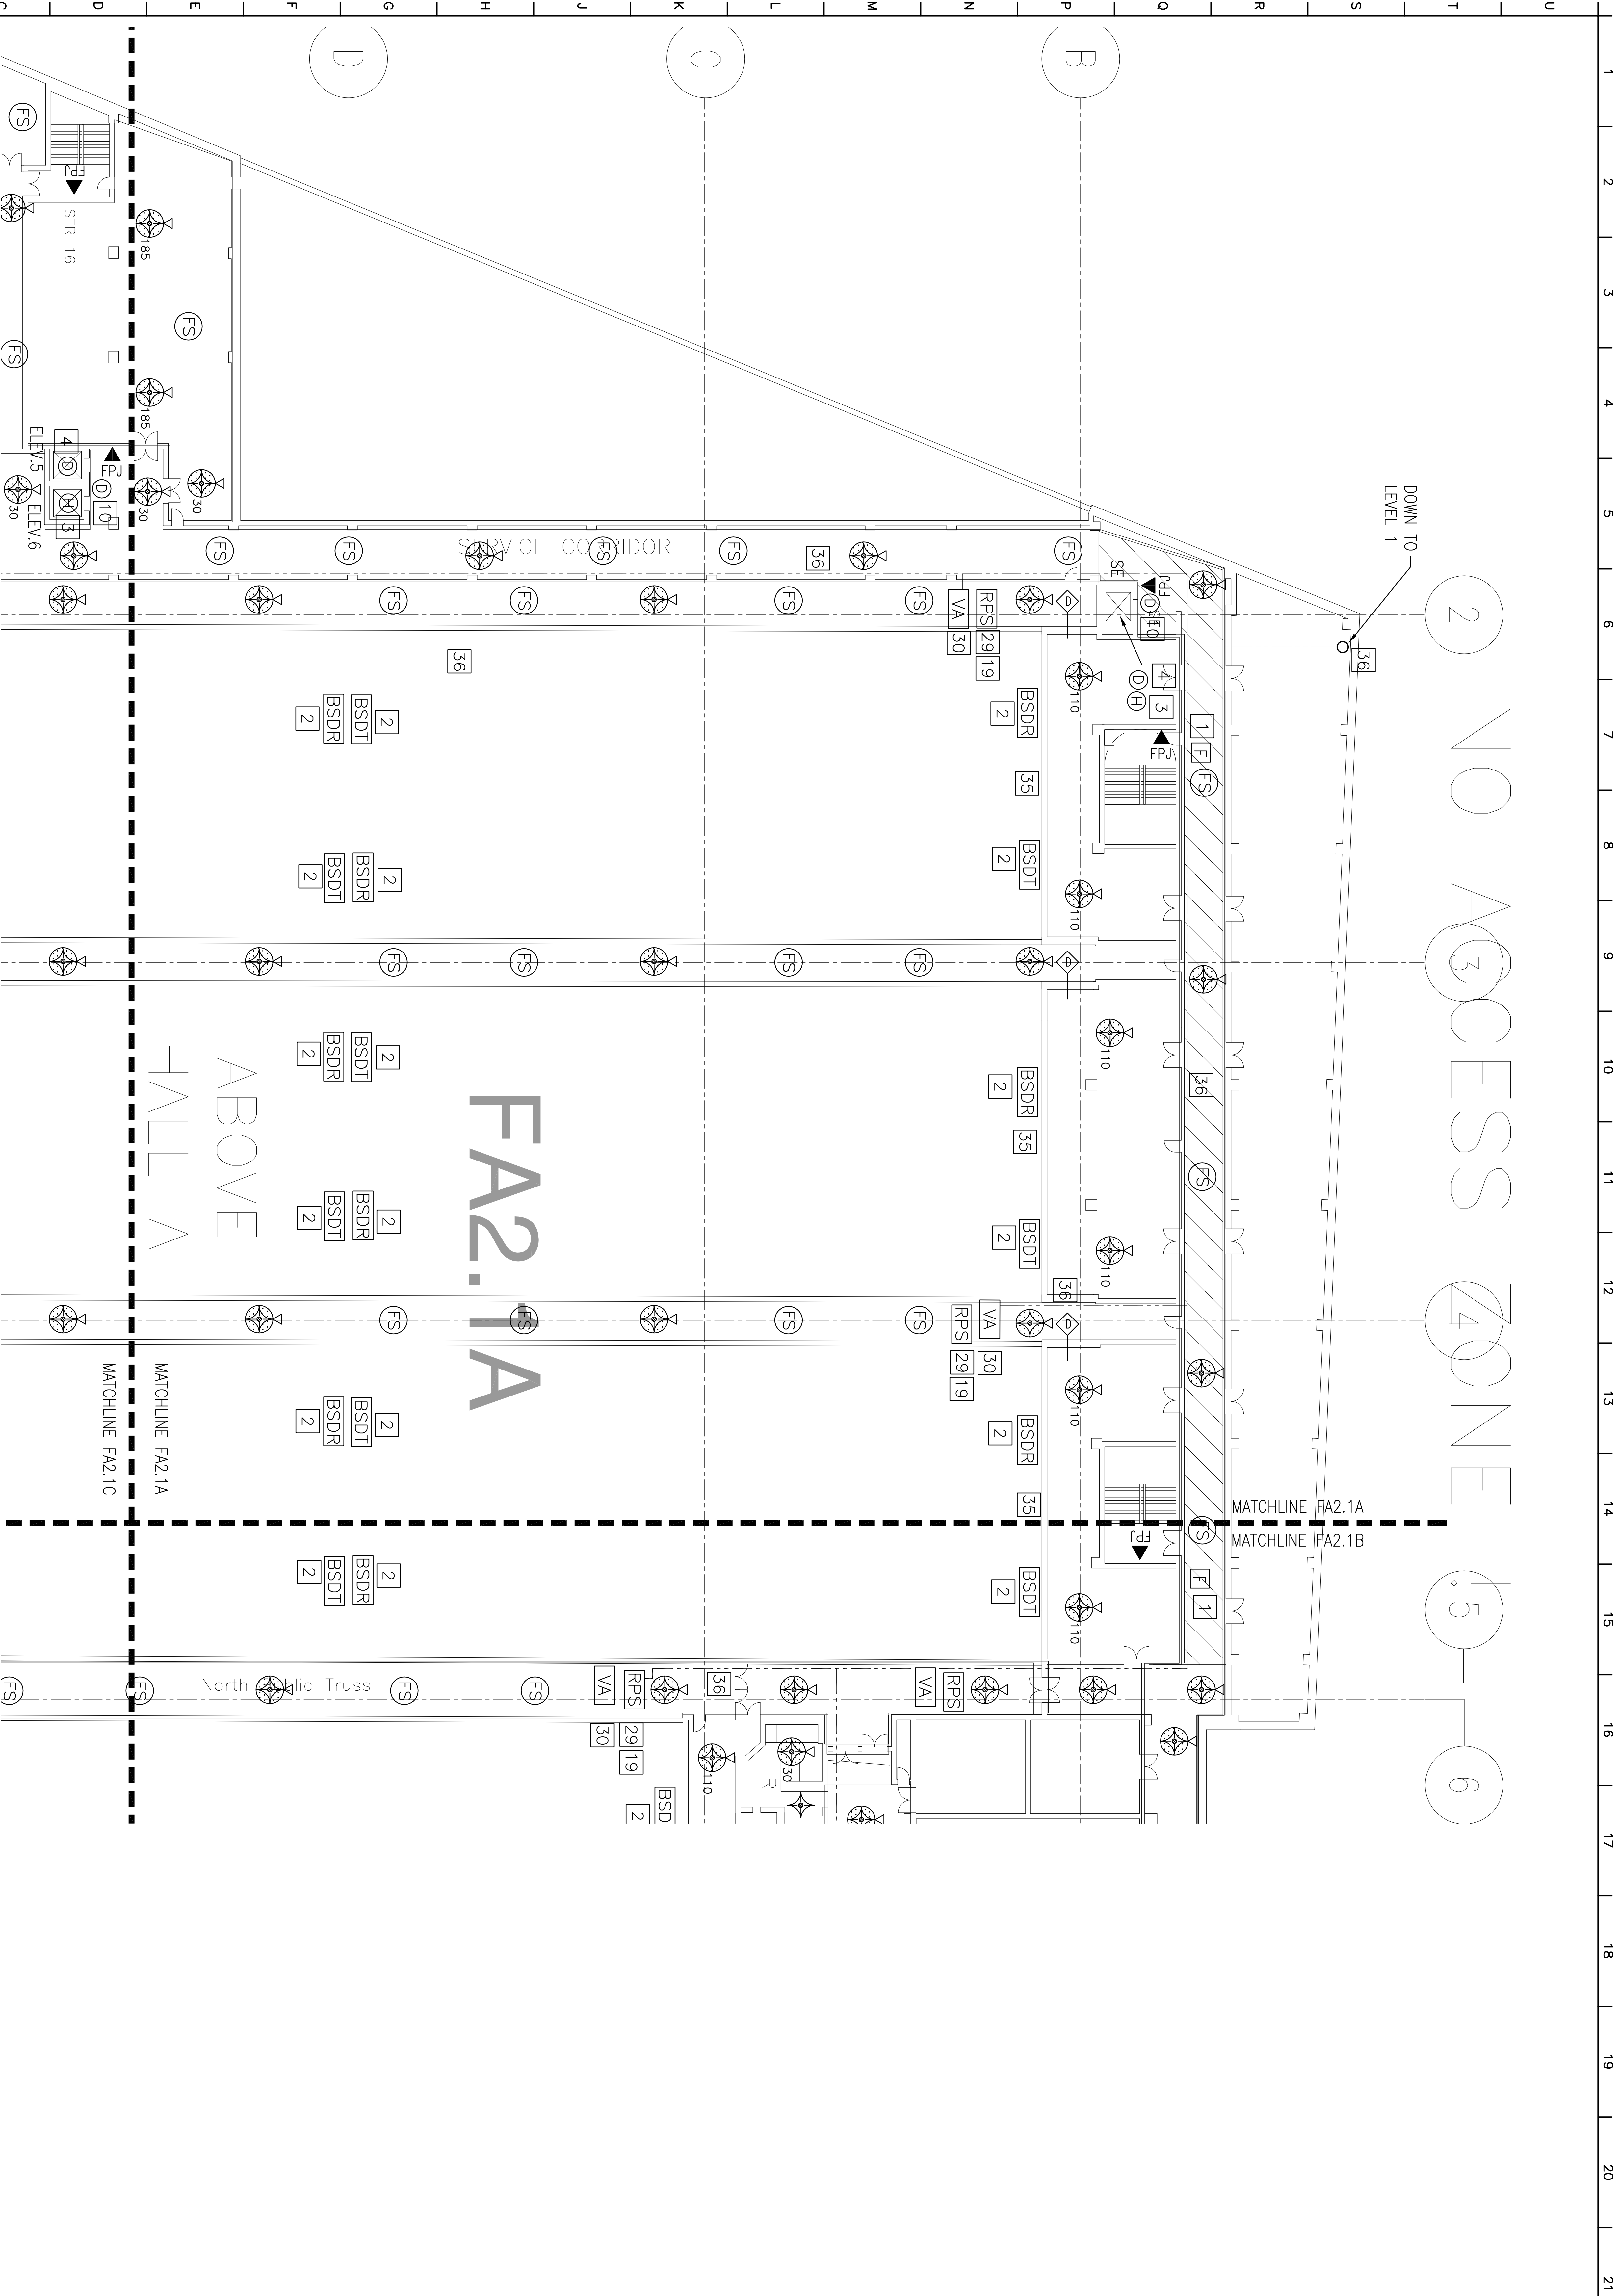 1
2
3
4
5
6
7
8
9
10
11
12
13
14
15
16
17
18
19
20
21
U
T
S
R
Q
P
N
M
L
K
J
H
G
F
E
D
C
NO ACCESS ZONE
2
3
4
.5
6
B
C
D
DOWN TO
LEVEL 1
36
MATCHLINE FA2.1A
MATCHLINE FA2.1B
1
F
FS
36
FS
FS
F
1
SE
FPJ
D
10
4
3
D
H
FPJ
FPJ
110
110
110
110
110
110
36
D
D
D
SERVICE CORRIDOR
FS
FS
FS
FS
FS
36
RPS
29
19
VA
30
BSDR
2
35
BSDT
2
BSDR
2
35
BSDT
2
VA
30
RPS
29
19
BSDR
2
35
BSDT
2
RPS
VA
FS
FS
FS
FS
FS
FS
FS
FS
FS
FS
FS
FS
36
36
RPS
29
19
VA
30
110
30
R
BSD
2
FA2.1A
2
BSDT
BSDR
2
2
BSDR
BSDT
2
2
BSDT
BSDR
2
2
BSDR
BSDT
2
2
BSDT
BSDR
2
2
BSDR
BSDT
2
ABOVE
HALL A
North Public Truss
FS
FS
FS
FS
MATCHLINE FA2.1A
MATCHLINE FA2.1C
FS
185
185
30
30
FS
FPJ
STR 16
FPJ
D
10
4
D
ELEV.5
H
3
ELEV.6
FS
30